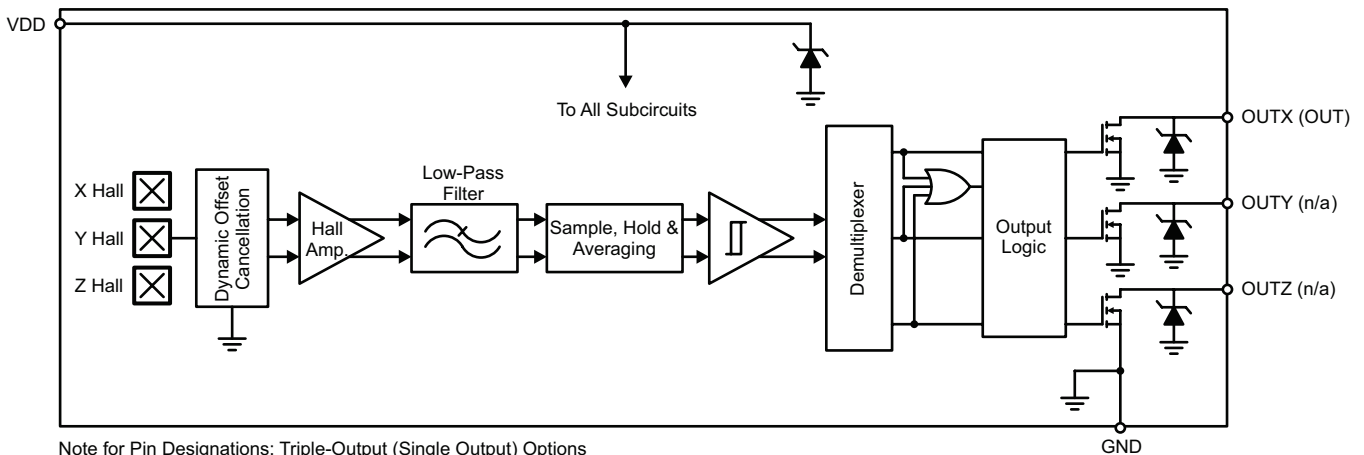 VDD
To All Subcircuits
OUTX (OUT)
X Hall
Y Hall
Z Hall
Dynamic Offset
Cancellation
Hall
Amp.
Low-Pass
Filter
Sample, Hold &
Averaging
Demultiplexer
Output
Logic
OUTY (n/a)
OUTZ (n/a)
GND
Note for Pin Designations: Triple-Output (Single Output) Options